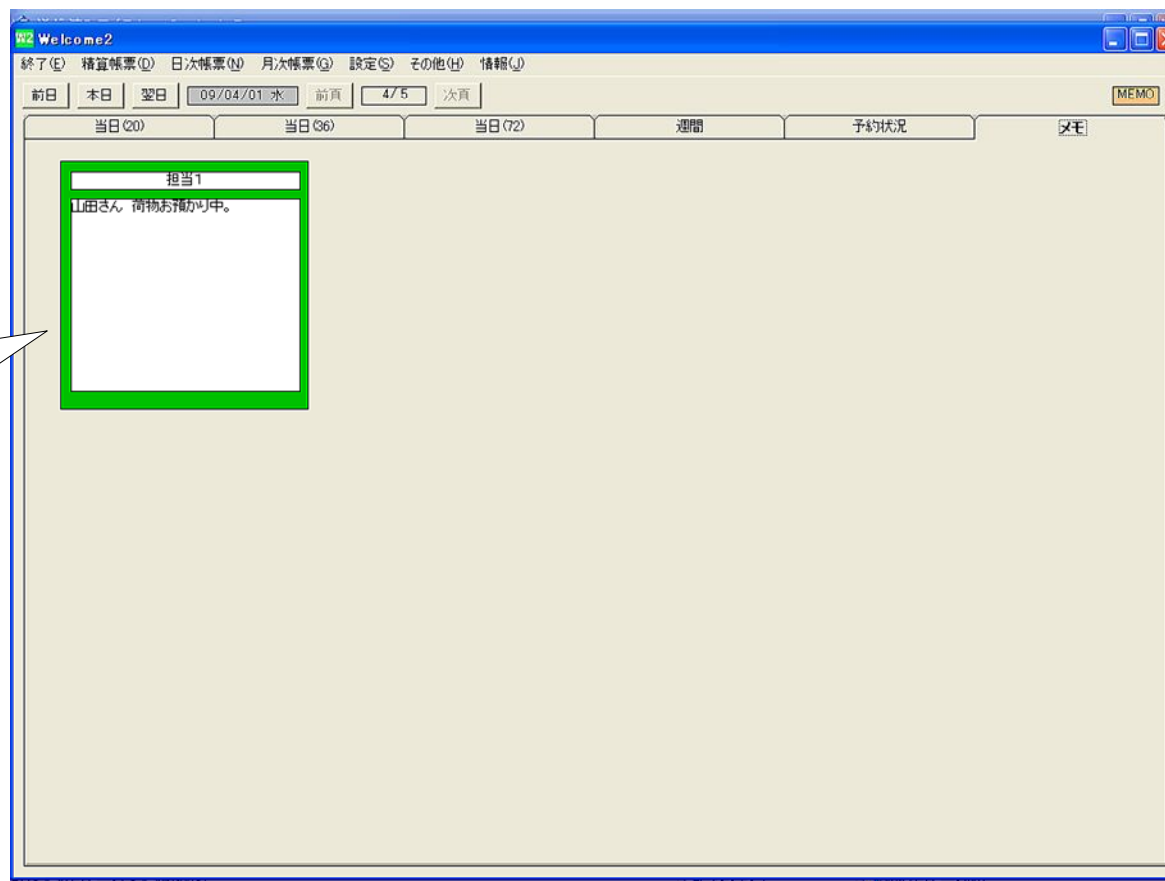 W2 Welcome2
終了(E) 積算帳票(D) 日次帳票(N) 月次帳票(G) 設定(S) その他(H) 情報(J)
前日 本日 翌日 09/04/01 水 前頁 4/5 次頁 MEMO
当日(20) 当日(36) 当日(72) 週間 予約状況 メモ
担当1
山田さん 荷物お預かり中。